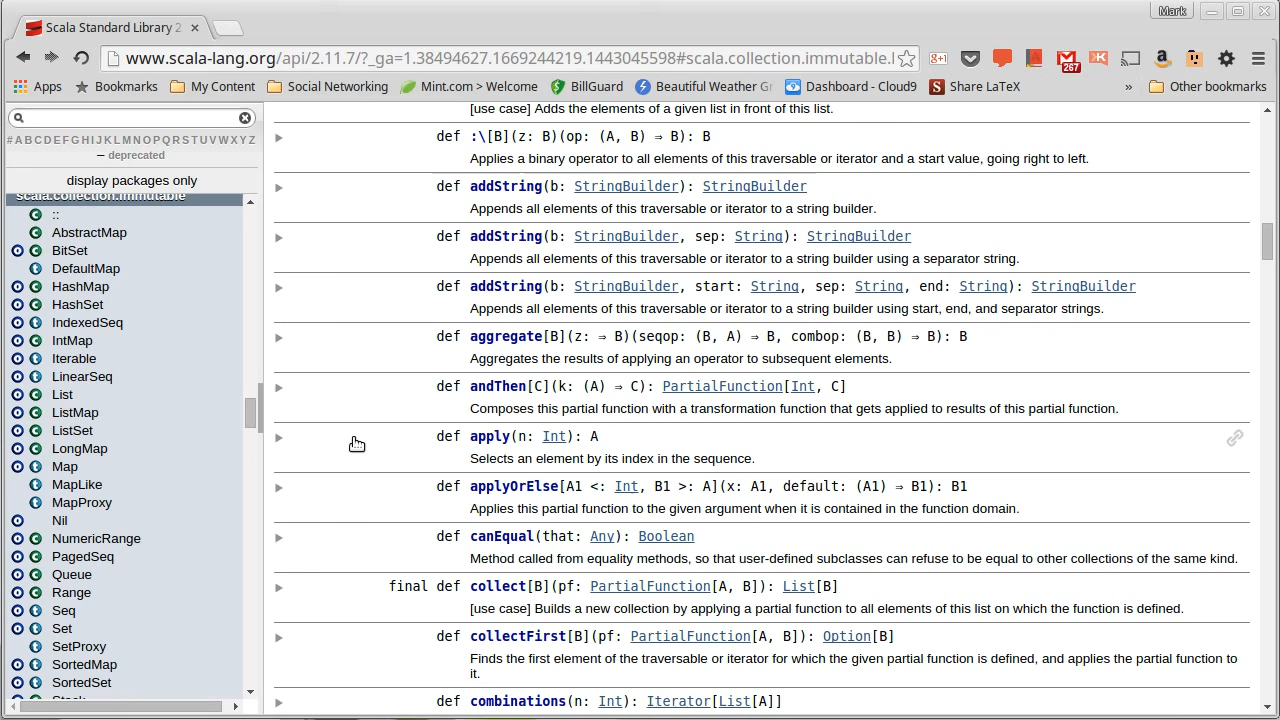 Mark
Scala Standard Library 2
www.scala-lang.org/api/2.11.7/?_ga=1.38494627.1669244219.1443045598#scala.collection.immutable.l
267
Apps Bookmarks My Content Social Networking Mint.com > Welcome BillGuard Beautiful Weather Gr Dashboard - Cloud9 Share LaTeX » Other bookmarks
#ABCDEFGHIJKLMNOPQRSTUVWXYZ
– deprecated
display packages only
scala.collection.immutable
::
AbstractMap
BitSet
DefaultMap
HashMap
HashSet
IndexedSeq
IntMap
Iterable
LinearSeq
List
ListMap
ListSet
LongMap
Map
MapLike
MapProxy
Nil
NumericRange
PagedSeq
Queue
Range
Seq
Set
SetProxy
SortedMap
SortedSet
Stack
[use case] Adds the elements of a given list in front of this list.
def :\[B](z: B)(op: (A, B) ⇒ B): B
Applies a binary operator to all elements of this traversable or iterator and a start value, going right to left.
def addString(b: StringBuilder): StringBuilder
Appends all elements of this traversable or iterator to a string builder.
def addString(b: StringBuilder, sep: String): StringBuilder
Appends all elements of this traversable or iterator to a string builder using a separator string.
def addString(b: StringBuilder, start: String, sep: String, end: String): StringBuilder
Appends all elements of this traversable or iterator to a string builder using start, end, and separator strings.
def aggregate[B](z: ⇒ B)(seqop: (B, A) ⇒ B, combop: (B, B) ⇒ B): B
Aggregates the results of applying an operator to subsequent elements.
def andThen[C](k: (A) ⇒ C): PartialFunction[Int, C]
Composes this partial function with a transformation function that gets applied to results of this partial function.
def apply(n: Int): A
Selects an element by its index in the sequence.
def applyOrElse[A1 <: Int, B1 >: A](x: A1, default: (A1) ⇒ B1): B1
Applies this partial function to the given argument when it is contained in the function domain.
def canEqual(that: Any): Boolean
Method called from equality methods, so that user-defined subclasses can refuse to be equal to other collections of the same kind.
final def collect[B](pf: PartialFunction[A, B]): List[B]
[use case] Builds a new collection by applying a partial function to all elements of this list on which the function is defined.
def collectFirst[B](pf: PartialFunction[A, B]): Option[B]
Finds the first element of the traversable or iterator for which the given partial function is defined, and applies the partial function to
it.
def combinations(n: Int): Iterator[List[A]]